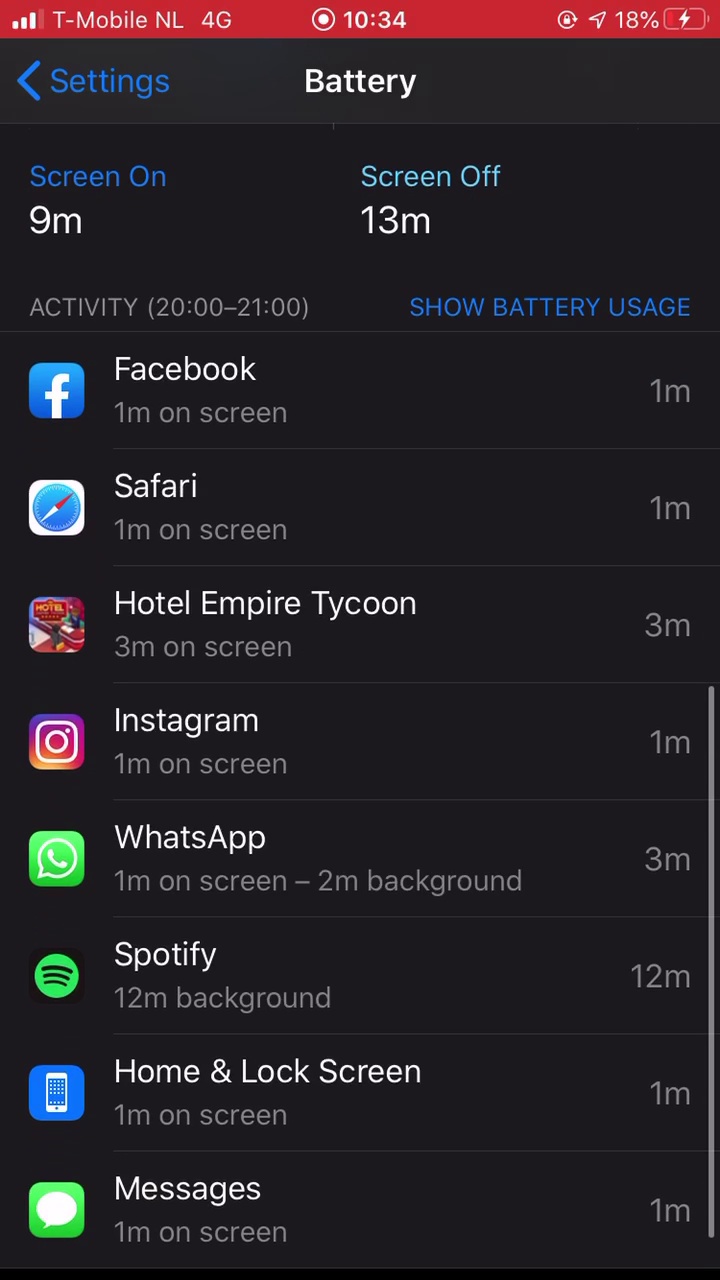 T-Mobile NL 4G 10:34 18%
Settings Battery
Screen On Screen Off
9m 13m
ACTIVITY (20:00–21:00) SHOW BATTERY USAGE
Facebook
1m on screen 1m
Safari
1m on screen 1m
HOTEL
Hotel Empire Tycoon
3m on screen 3m
Instagram
1m on screen 1m
WhatsApp
1m on screen – 2m background 3m
Spotify
12m background 12m
Home & Lock Screen
1m on screen 1m
Messages
1m on screen 1m